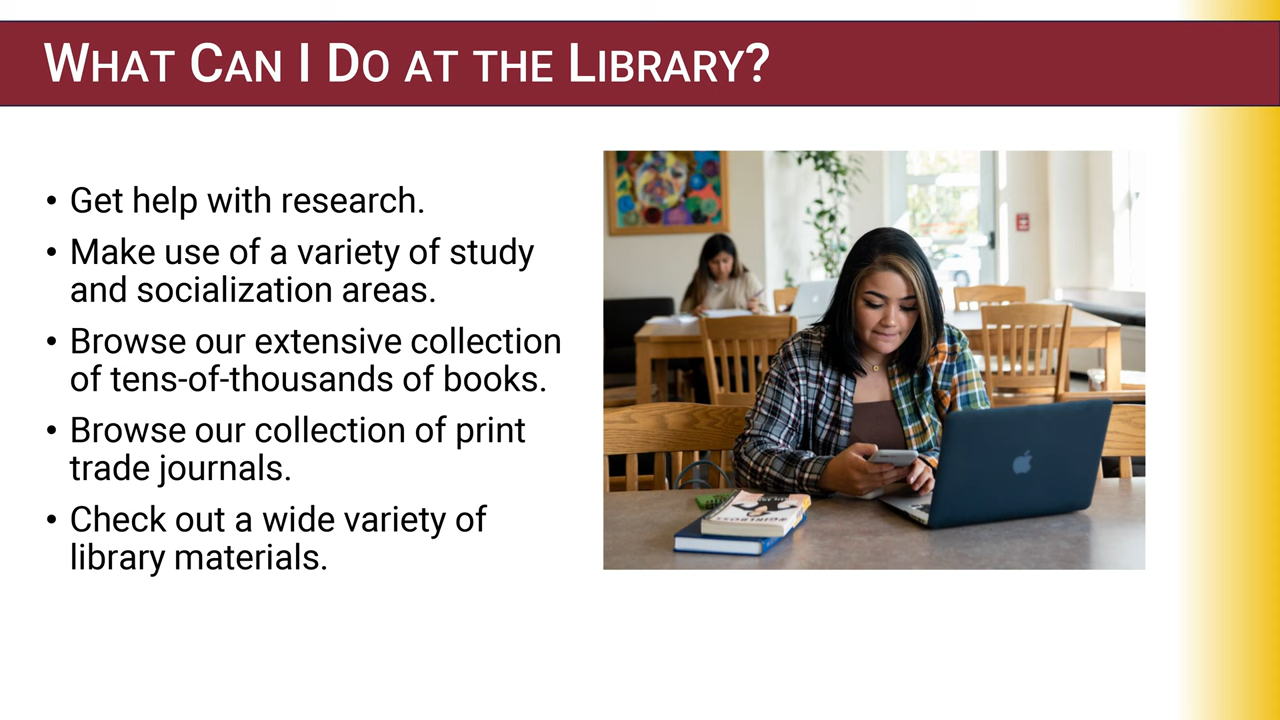 WHAT CAN I DO AT THE LIBRARY?
• Get help with research.
• Make use of a variety of study
and socialization areas.
• Browse our extensive collection
of tens-of-thousands of books.
• Browse our collection of print
trade journals.
• Check out a wide variety of
library materials.
#GIRLBOSS